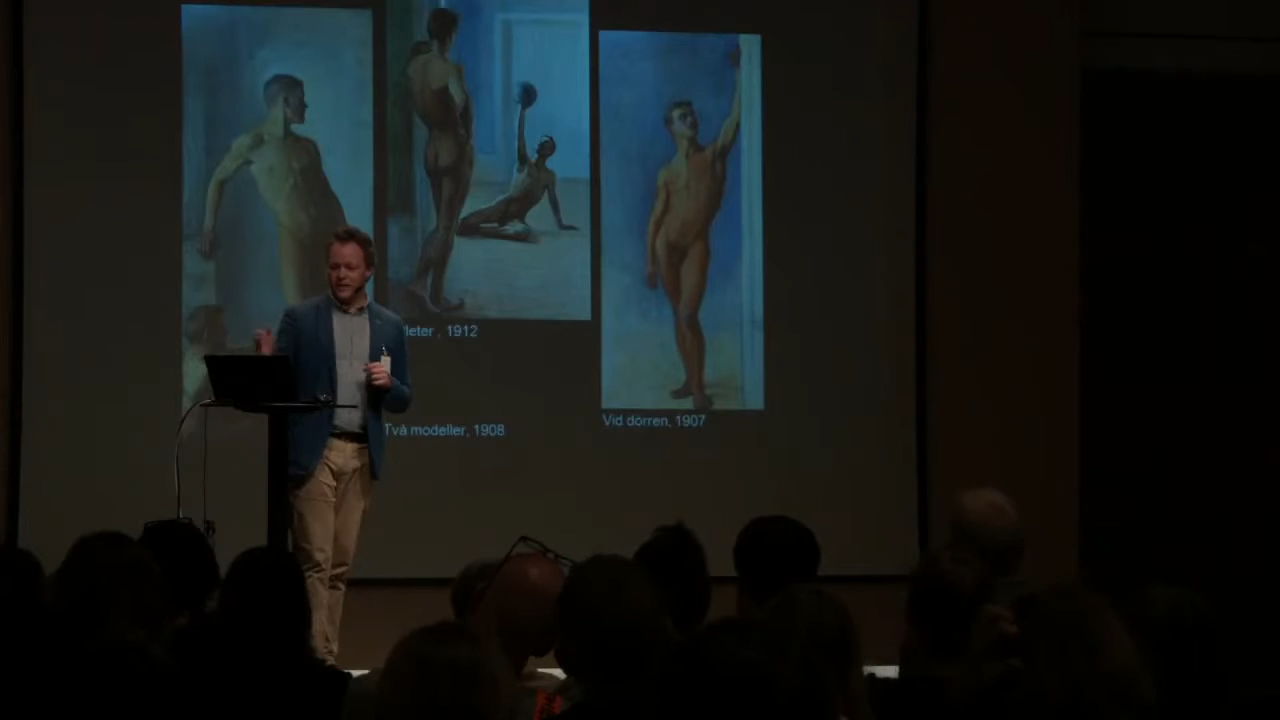 leter , 1912
Två modeller, 1908
Vid dörren, 1907